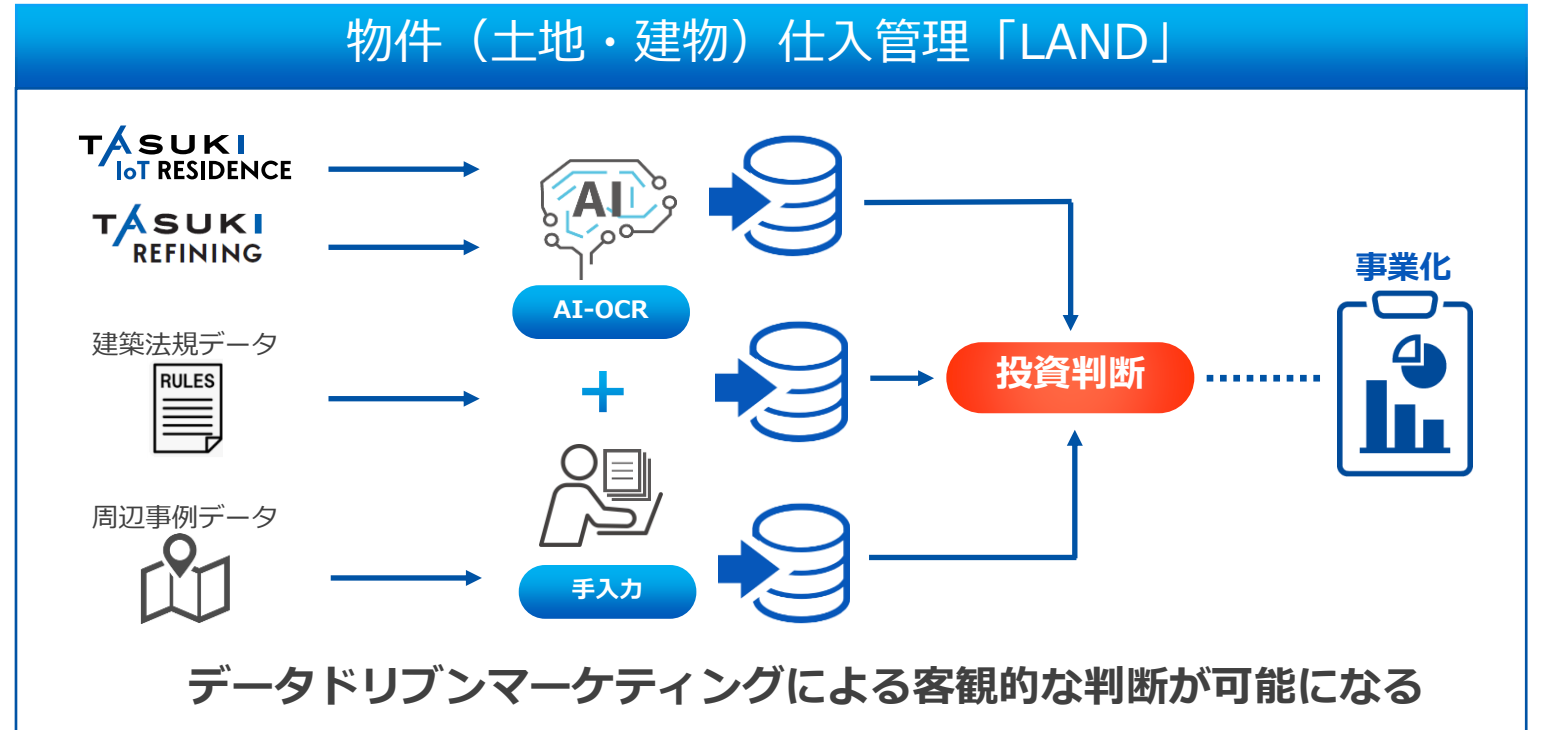 物件（土地・建物）仕入管理「LAND」
TASUKI
IoT RESIDENCE
TASUKI
REFINING
AI
AI-OCR
建築法規データ
RULES
周辺事例データ
手入力
投資判断
事業化
データドリブンマーケティングによる客観的な判断が可能になる